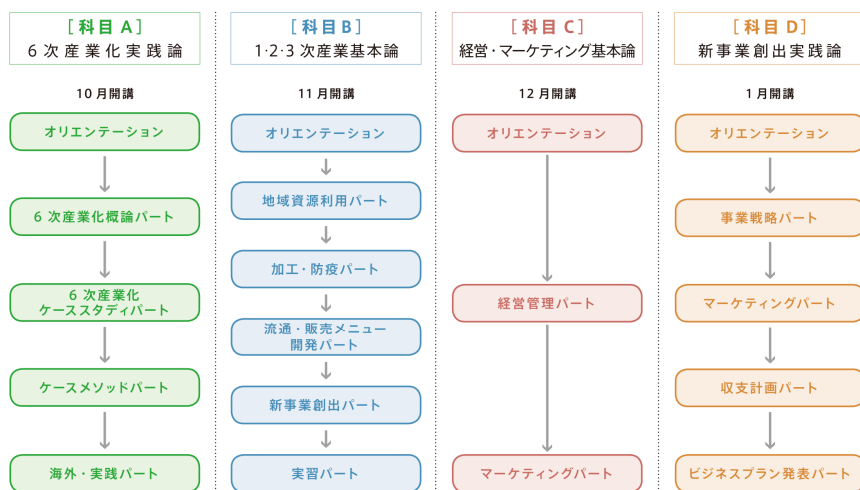 [科目 A]
6 次産業化実践論
10 月開講
オリエンテーション
6 次産業化概論パート
6 次産業化
ケーススタディパート
ケースメソッドパート
海外・実践パート
[科目 B]
1·2·3 次産業基本論
11 月開講
オリエンテーション
地域資源利用パート
加工・防疫パート
流通・販売メニュー
開発パート
新事業創出パート
実習パート
[科目 C]
経営・マーケティング基本論
12 月開講
オリエンテーション
経営管理パート
マーケティングパート
[科目 D]
新事業創出実践論
1 月開講
オリエンテーション
事業戦略パート
マーケティングパート
収支計画パート
ビジネスプラン発表パート